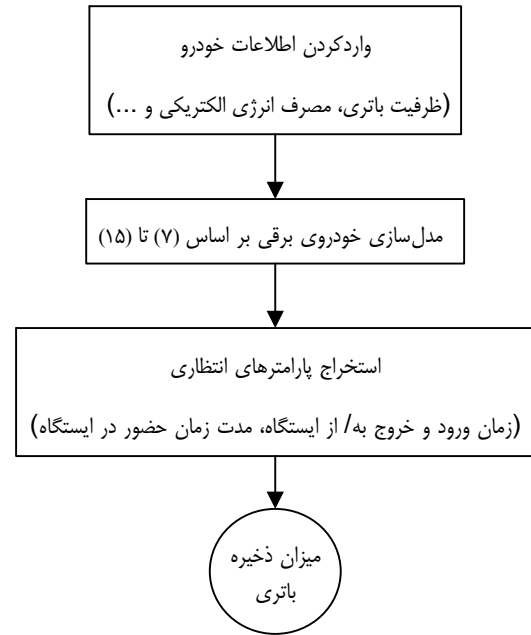 واردکردن اطلاعات خودرو
(ظرفیت باتری، مصرف انرژی الکتریکی و ...)
مدل‌سازی خودروی برقی بر اساس (۷) تا (۱۵)
استخراج پارامترهای انتظاری
(زمان ورود و خروج به/ از ایستگاه، مدت زمان حضور در ایستگاه)
میزان ذخیره
باتری